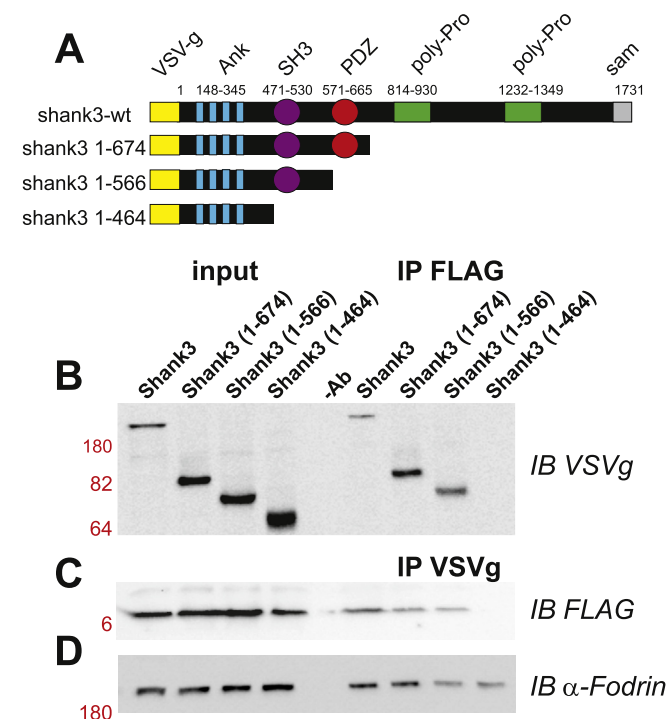 A
VSV-g Ank SH3 PDZ poly-Pro poly-Pro sam
1 148-345 471-530 571-665 814-930 1232-1349 1731
shank3-wt
shank3 1-674
shank3 1-566
shank3 1-464
input IP FLAG
Shank3 Shank3 (1-674) Shank3 (1-566) Shank3 (1-464) -Ab Shank3 Shank3 (1-674) Shank3 (1-566) Shank3 (1-464)
B
180
82
64
IB VSVg
C
IP VSVg
6
IB FLAG
D
180
IB α-Fodrin